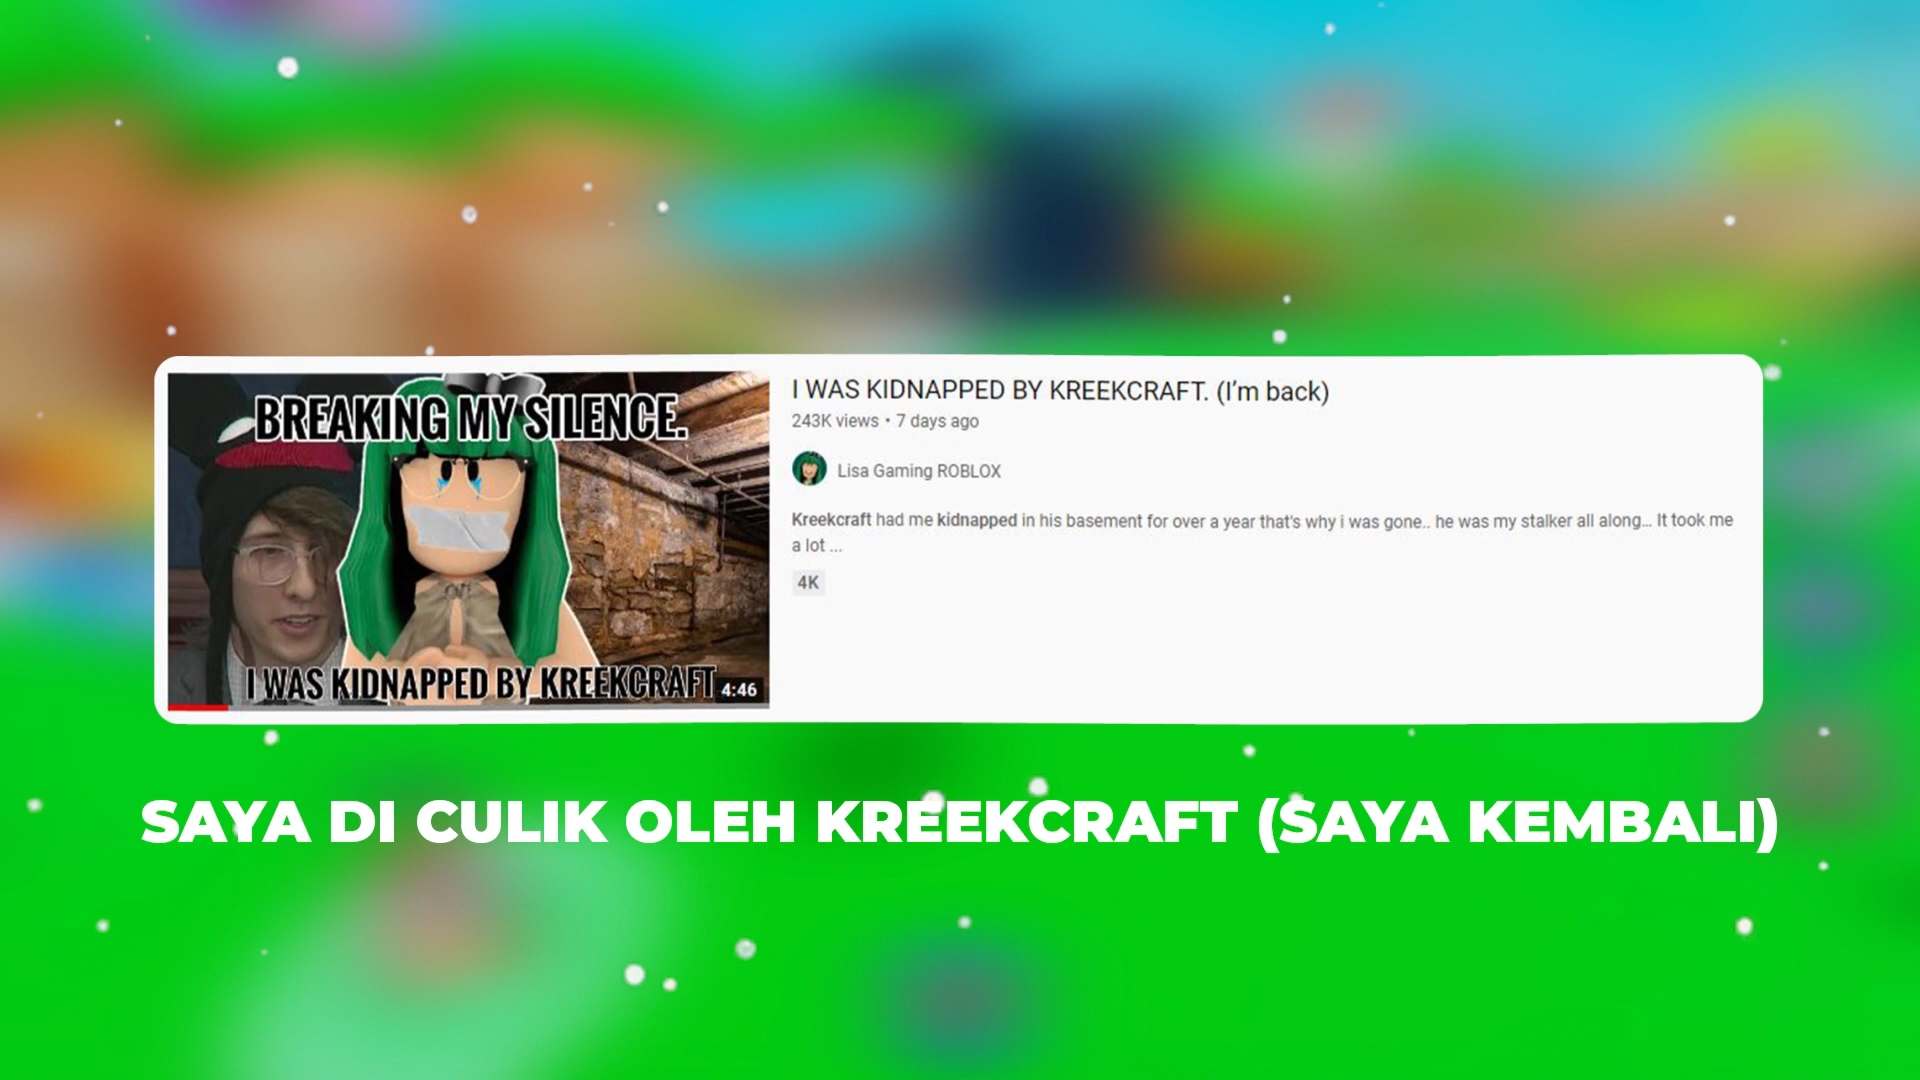 BREAKING MY SILENCE.
I WAS KIDNAPPED BY KREEKCRAFT
4:46
I WAS KIDNAPPED BY KREEKCRAFT. (I'm back)
243K views • 7 days ago
Lisa Gaming ROBLOX
Kreekcraft had me kidnapped in his basement for over a year that's why i was gone.. he was my stalker all along... It took me
a lot ...
4K
SAYA DI CULIK OLEH KREEKCRAFT (SAYA KEMBALI)